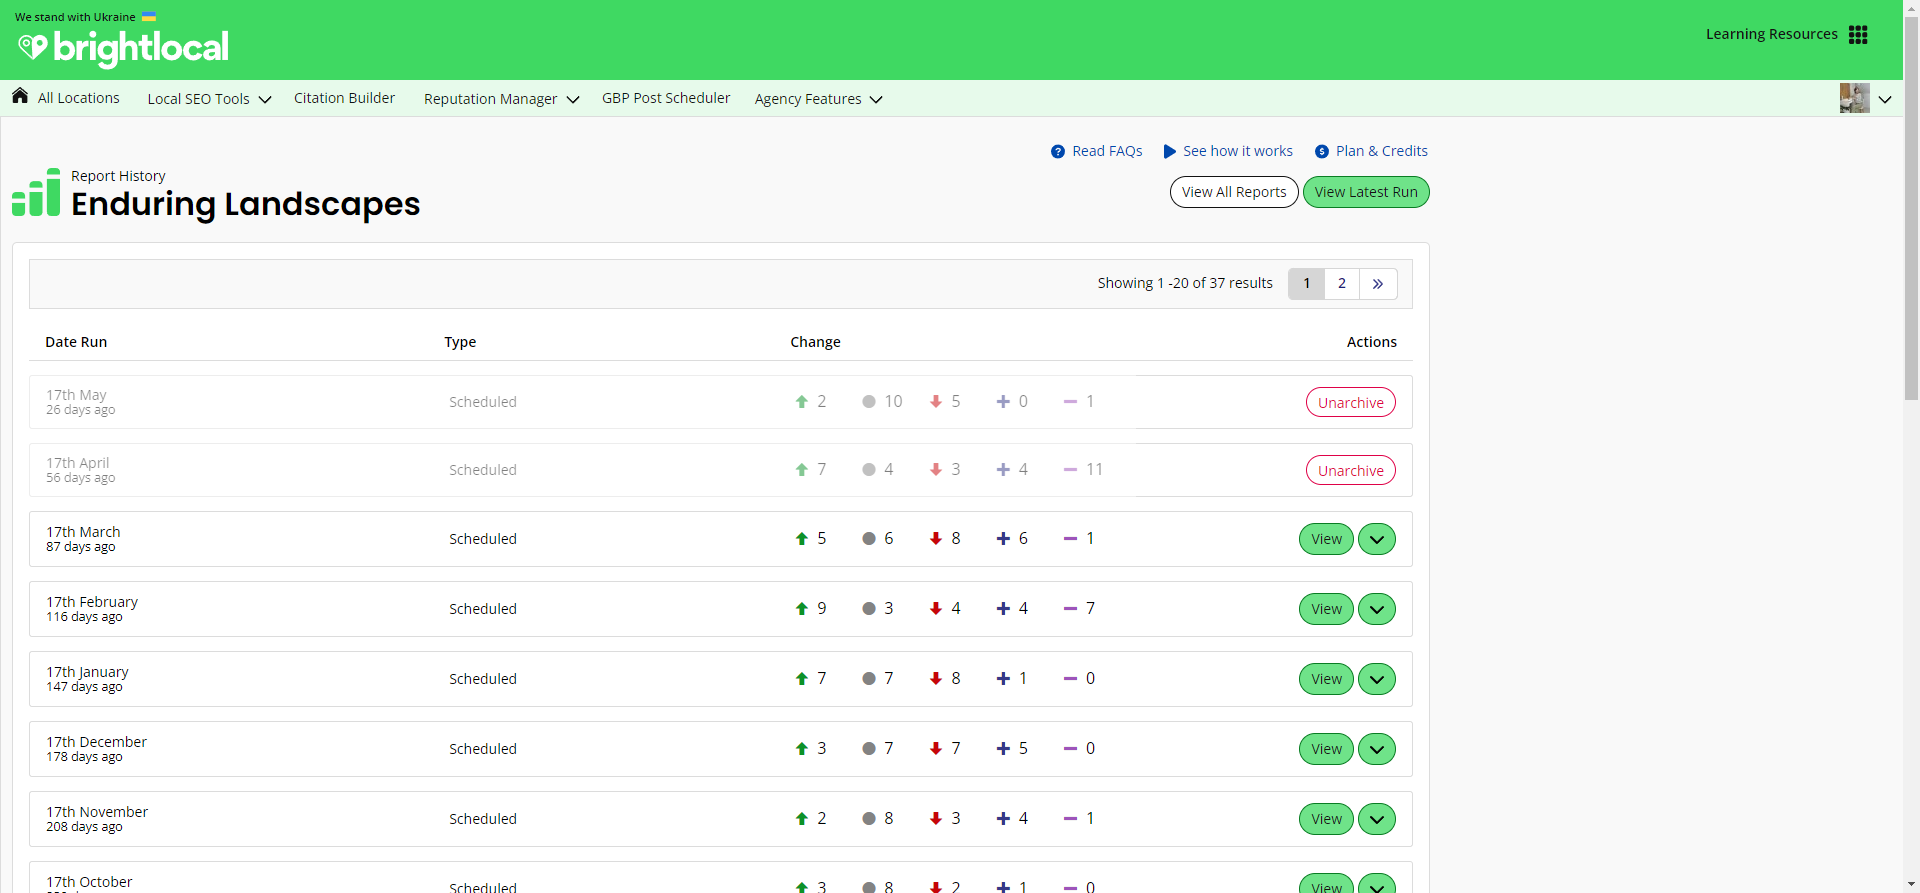 We stand with Ukraine
brightlocal
Learning Resources
All Locations Local SEO Tools Citation Builder Reputation Manager GBP Post Scheduler Agency Features
Read FAQs See how it works Plan & Credits
Report History
Enduring Landscapes
View All Reports View Latest Run
Showing 1 -20 of 37 results 1 2 »
Date Run Type Change Actions
17th May
26 days ago
Scheduled 2 10 5 0 1 Unarchive
17th April
56 days ago
Scheduled 7 4 3 4 11 Unarchive
17th March
87 days ago
Scheduled 5 6 8 6 1 View
17th February
116 days ago
Scheduled 9 3 4 4 7 View
17th January
147 days ago
Scheduled 7 7 8 1 0 View
17th December
178 days ago
Scheduled 3 7 7 5 0 View
17th November
208 days ago
Scheduled 2 8 3 4 1 View
17th October
Scheduled 3 8 2 1 0 View